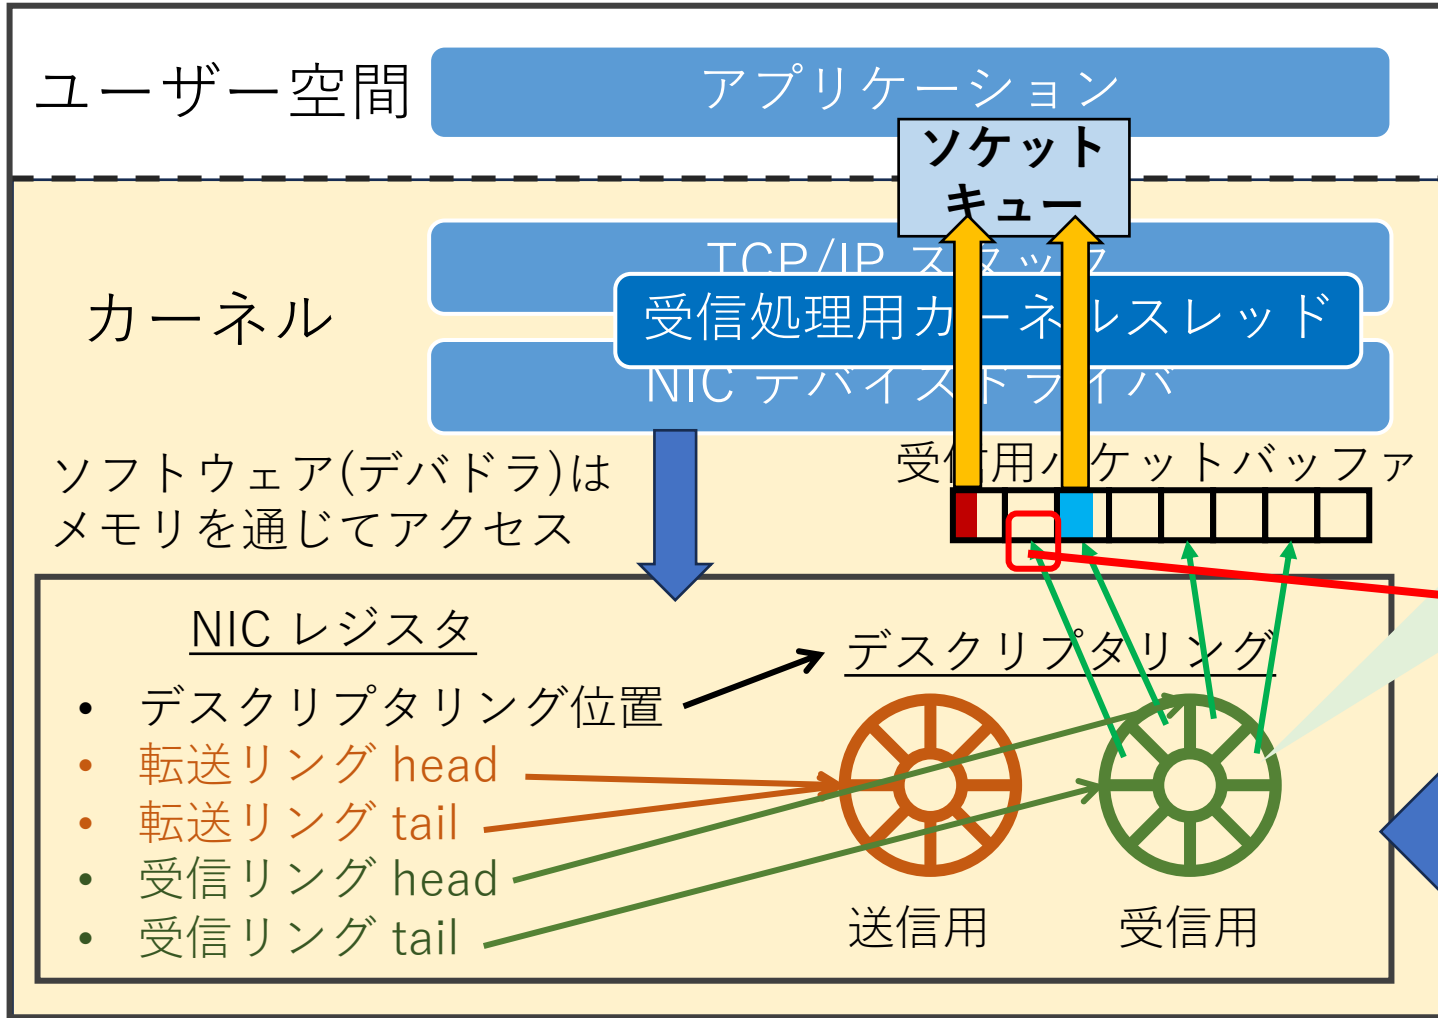 ユーザー空間
アプリケーション
ソケット
キュー
TCP/IP スタック
カーネル
受信処理用カーネルスレッド
NIC デバイスドライバ
ソフトウェア(デバドラ)は
メモリを通じてアクセス
受信用パケットバッファ
NIC レジスタ
• デスクリプタリング位置
• 転送リング head
• 転送リング tail
• 受信リング head
• 受信リング tail
デスクリプタリング
送信用
受信用